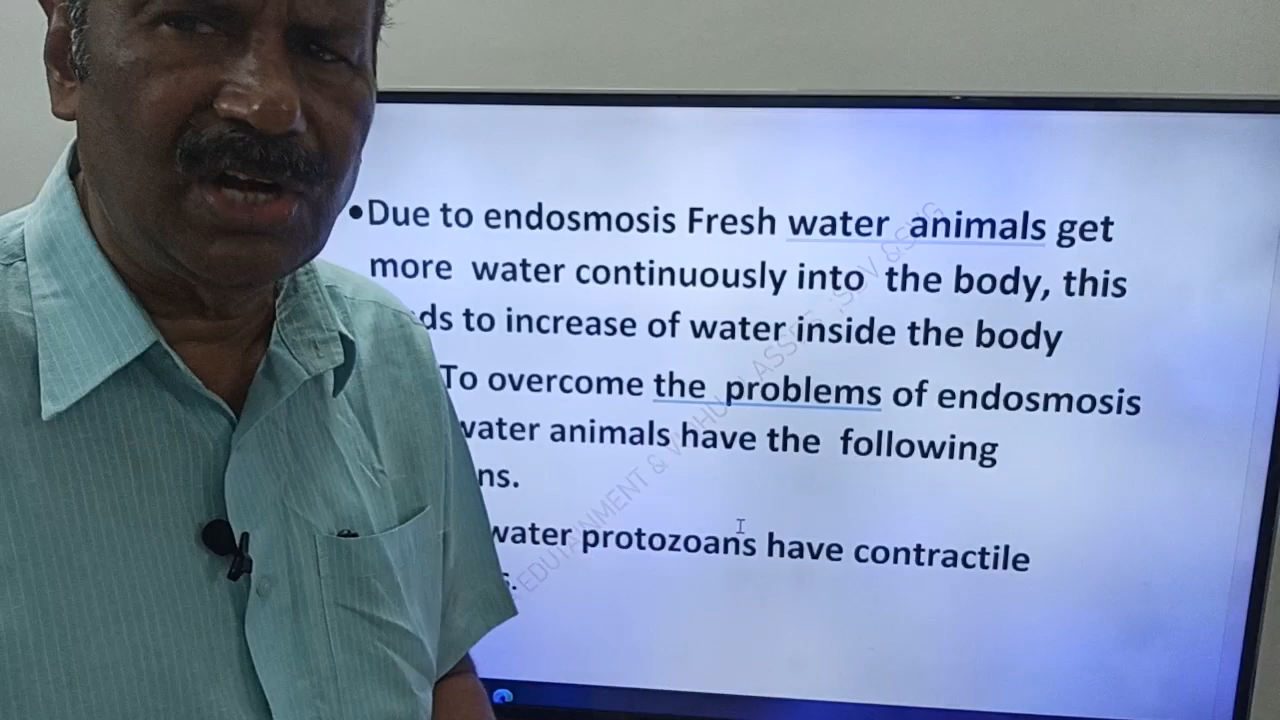 •Due to endosmosis Fresh water animals get
more water continuously into the body, this
ds to increase of water inside the body
To overcome the problems of endosmosis
water animals have the following
ns.
water protozoans have contractile
s.
EDUTAINMENT &